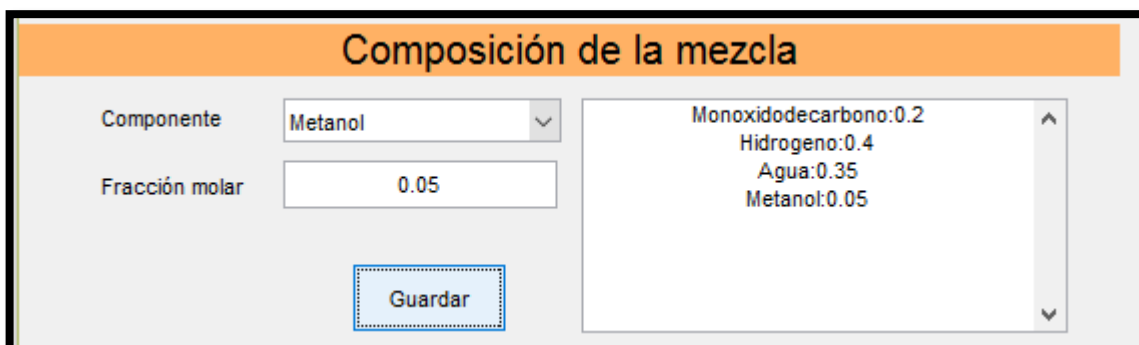 Composición de la mezcla
Componente
Metanol
Fracción molar
0.05
Guardar
Monoxidodecarbono:0.2
Hidrogeno:0.4
Agua:0.35
Metanol:0.05